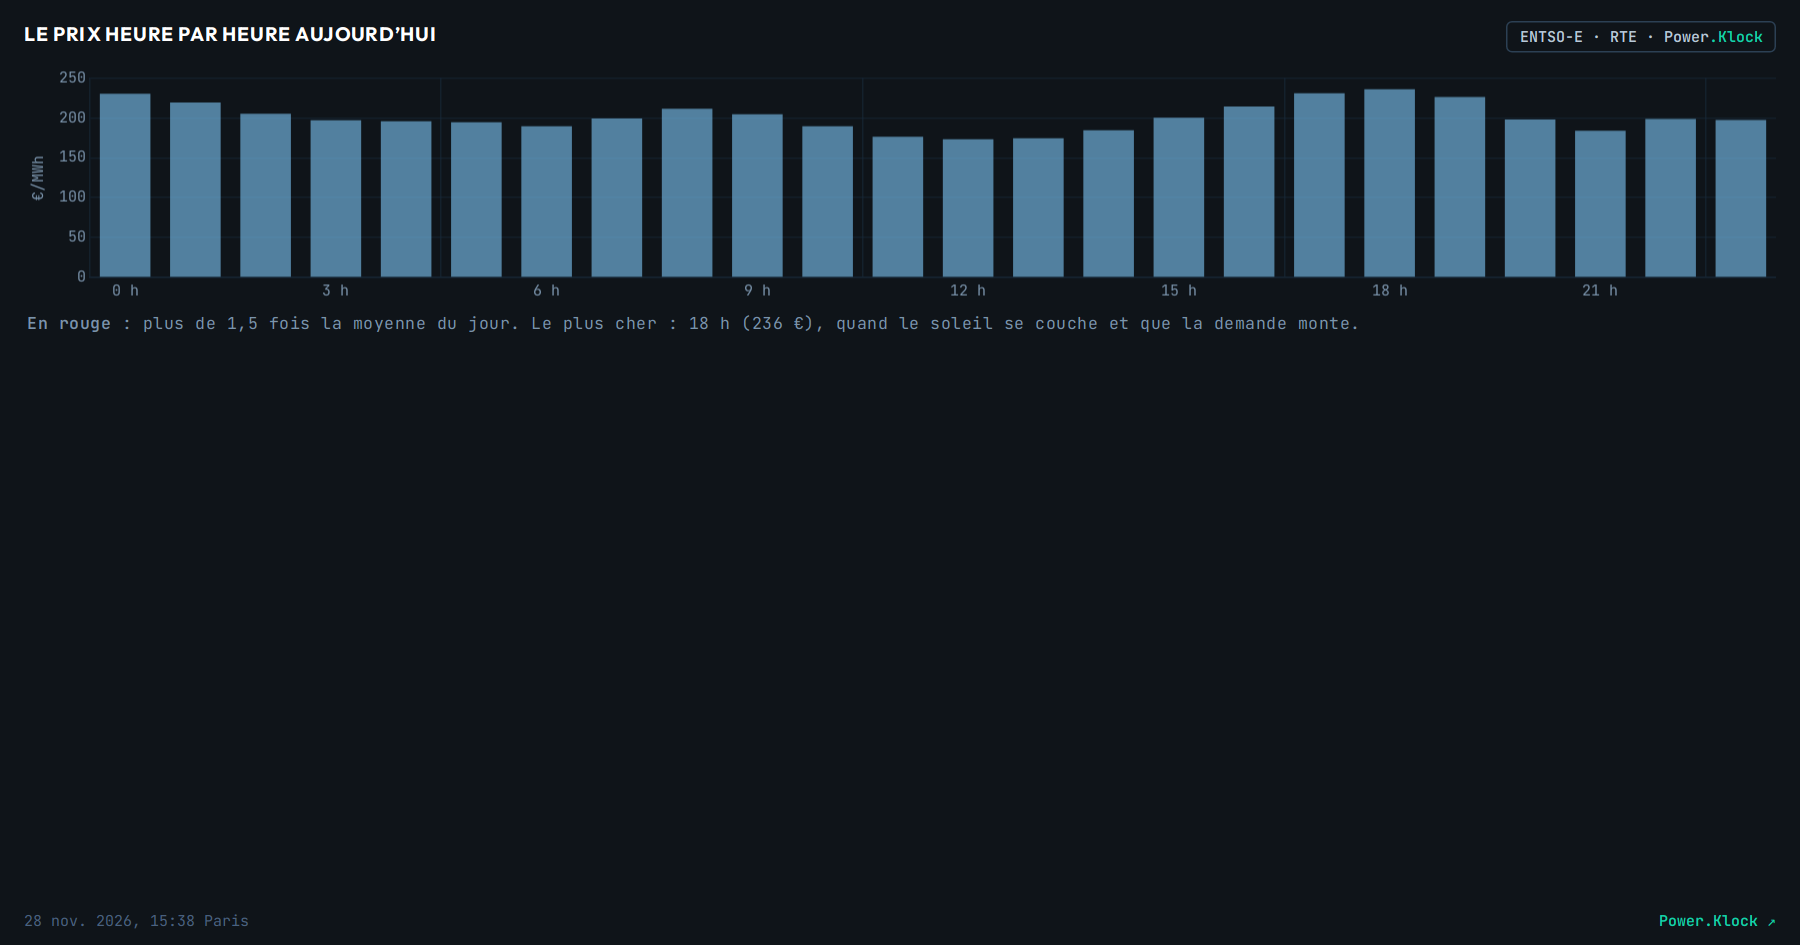 LE PRIX HEURE PAR HEURE AUJOURD’HUI
ENTSO-E · RTE · Power.Klock
250
200
150
100
50
0
€/MWh
0 h 3 h 6 h 9 h 12 h 15 h 18 h 21 h
En rouge : plus de 1,5 fois la moyenne du jour. Le plus cher : 18 h (236 €), quand le soleil se couche et que la demande monte.
28 nov. 2026, 15:38 Paris
Power.Klock ↗